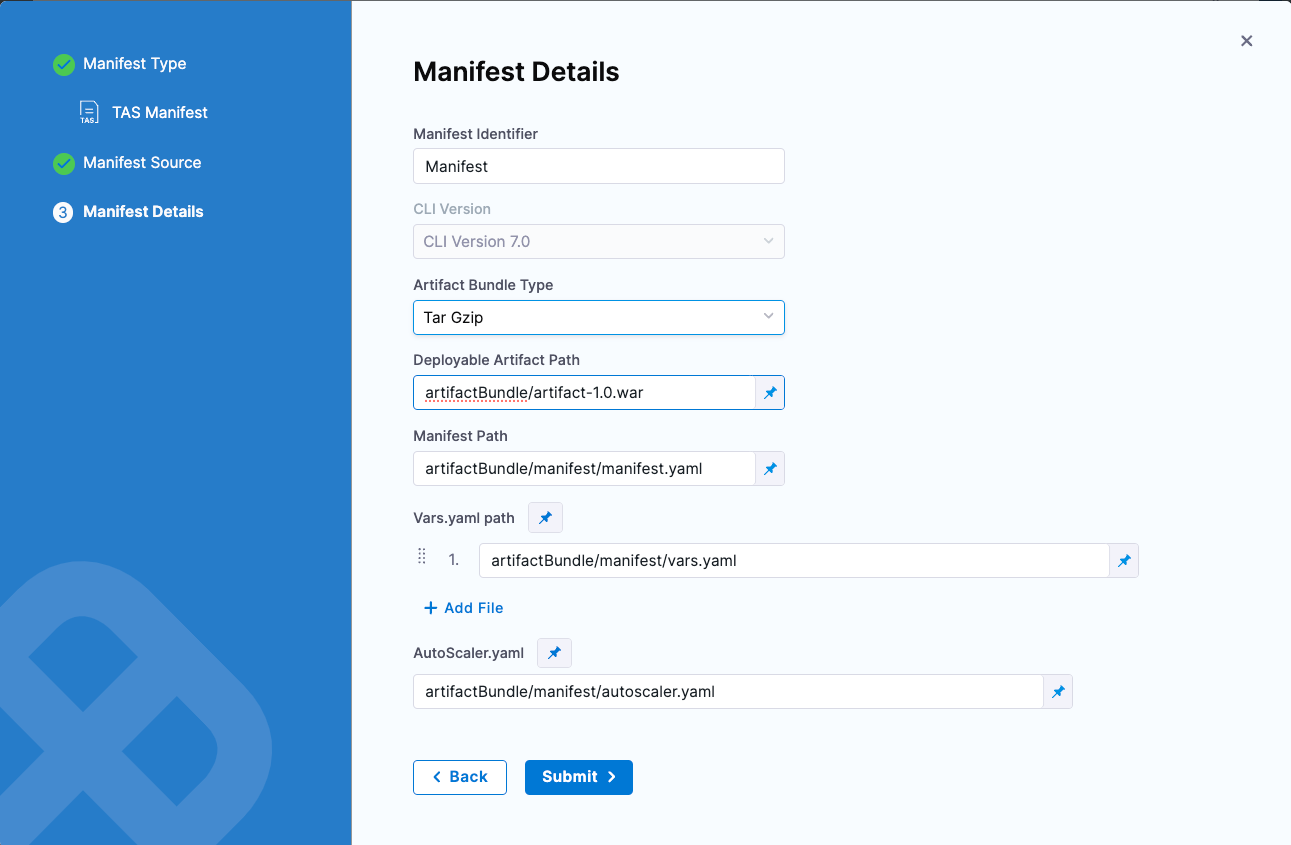 Manifest Type
TAS
TAS Manifest
Manifest Source
3 Manifest Details
Manifest Details
Manifest Identifier
Manifest
CLI Version
CLI Version 7.0
Artifact Bundle Type
Tar Gzip
Deployable Artifact Path
artifactBundle/artifact-1.0.war
Manifest Path
artifactBundle/manifest/manifest.yaml
Vars.yaml path
1. artifactBundle/manifest/vars.yaml
+ Add File
AutoScaler.yaml
artifactBundle/manifest/autoscaler.yaml
Back
Submit